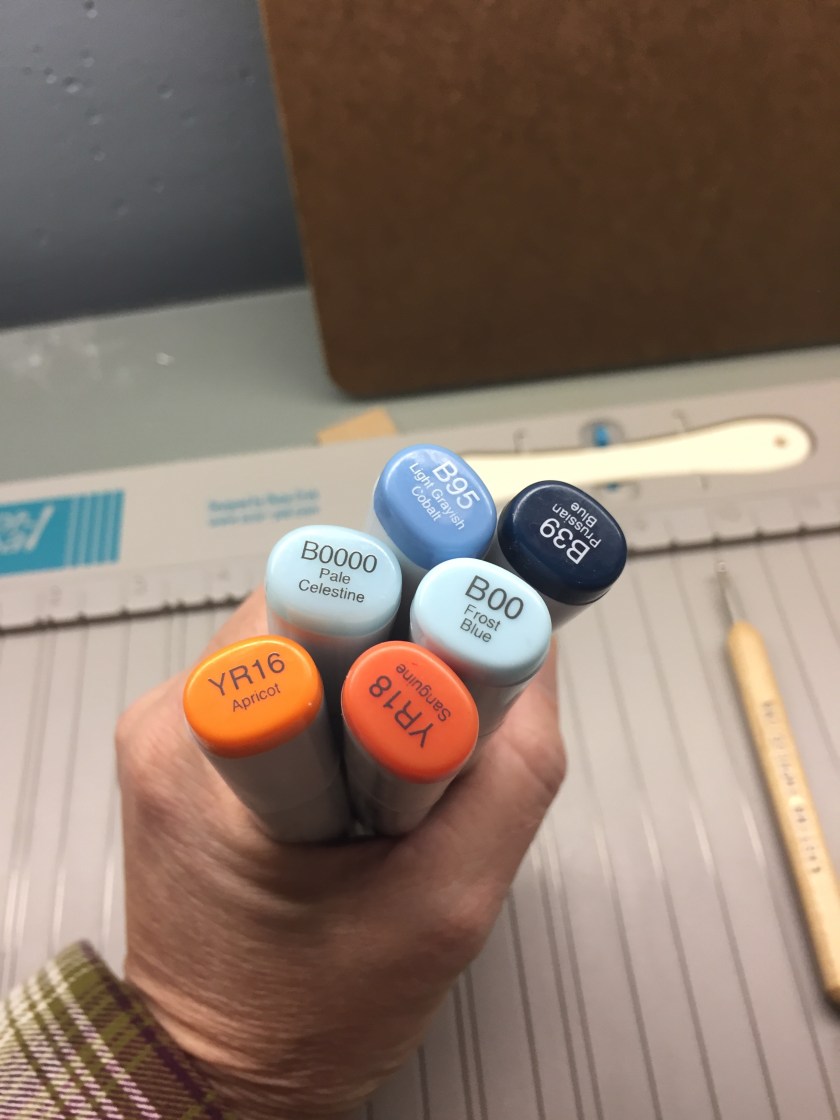 B95
Light Grayish
Cobalt
B39
Prussian
Blue
B0000
Pale
Celestine
B00
Frost
Blue
YR16
Apricot
YR18
Sanguine